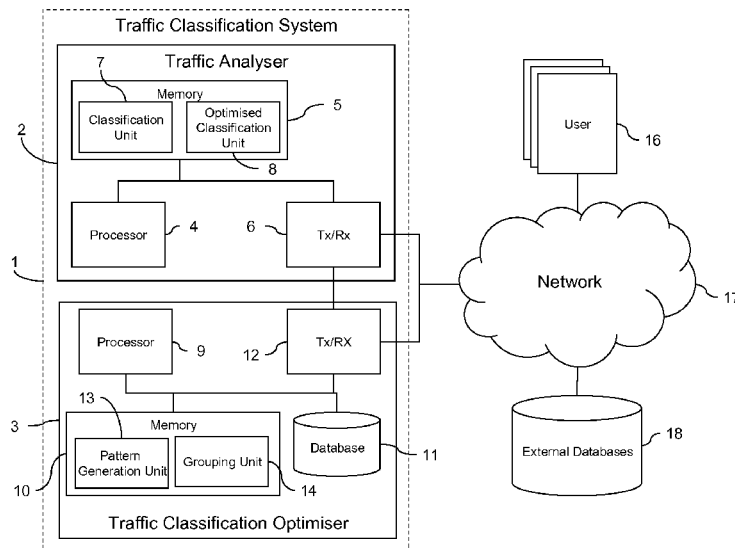 Traffic Classification System
Traffic Analyser
7
Memory
Classification
Unit
Optimised
Classification
Unit
5
8
2
Processor
4
6
Tx/Rx
1
User
16
Network
17
Processor
9
12
Tx/RX
3
13
Memory
Pattern
Generation Unit
Grouping Unit
10
14
Database
11
External Databases
18
Traffic Classification Optimiser